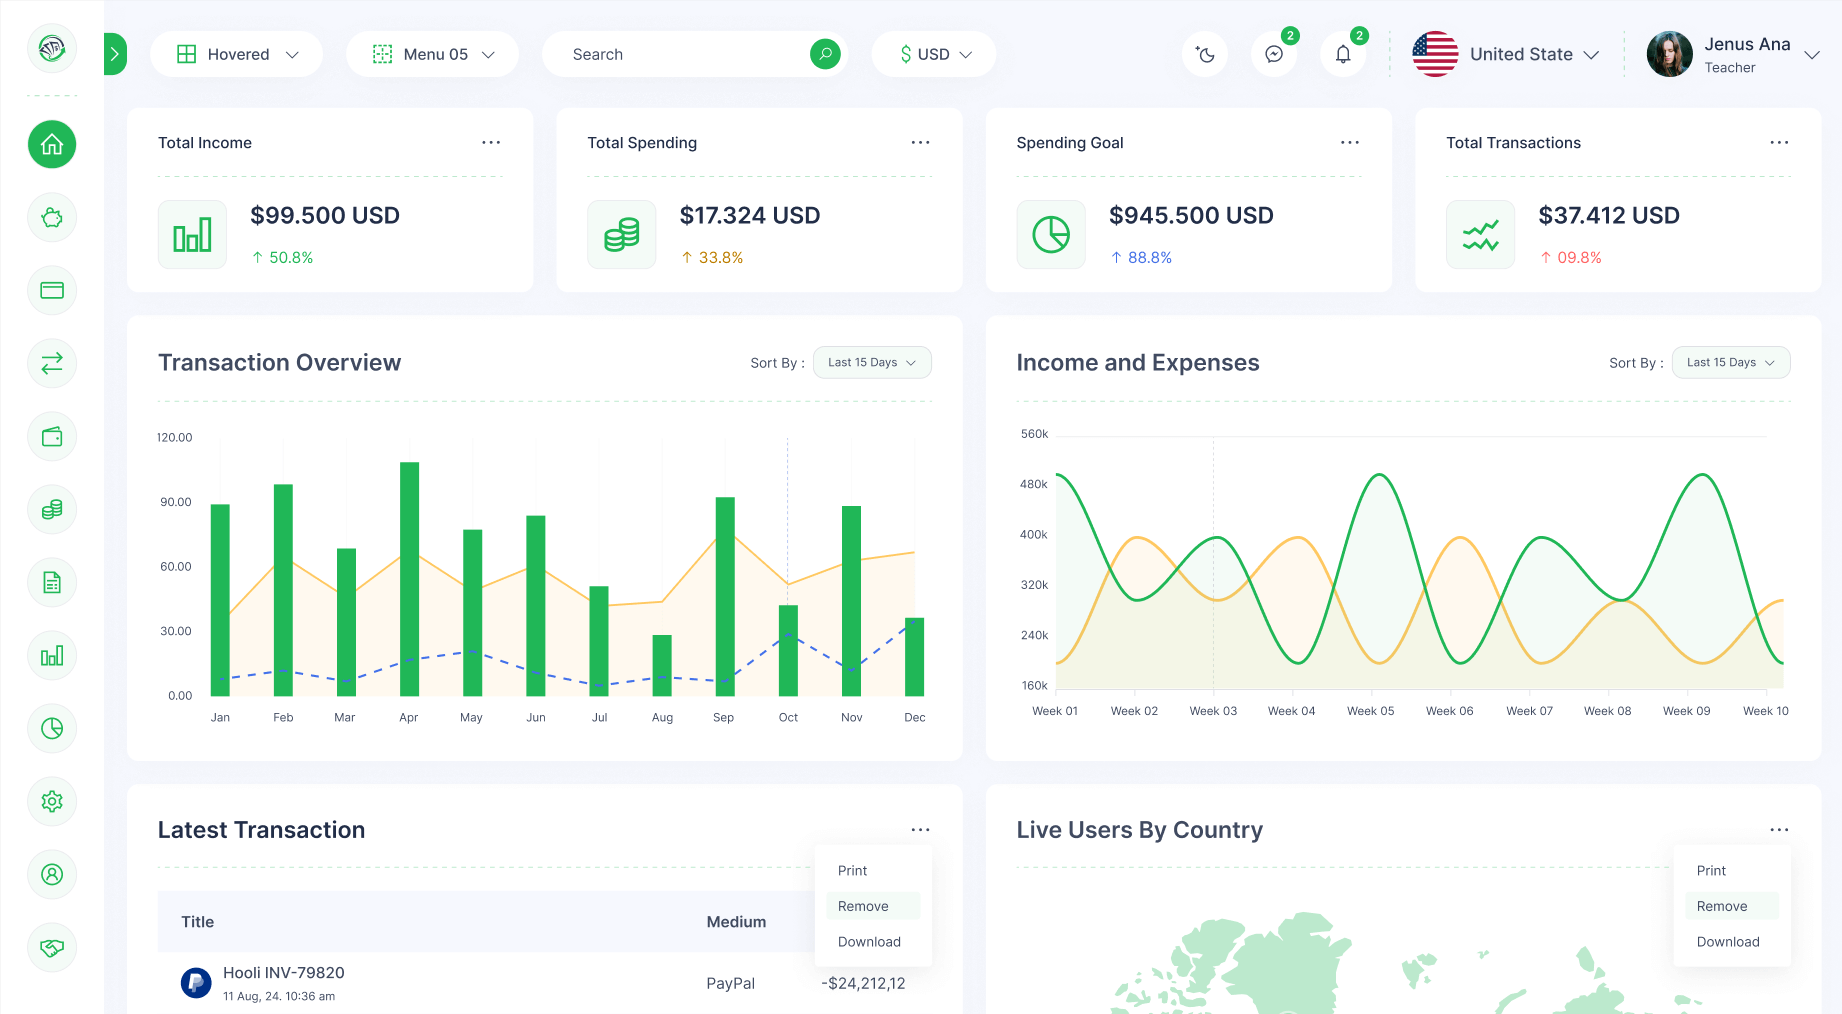 Hovered
Menu 05
Search
$ USD
2
2
United State
Jenus Ana
Teacher
Total Income
$99.500 USD
↑ 50.8%
Total Spending
$17.324 USD
↑ 33.8%
Spending Goal
$945.500 USD
↑ 88.8%
Total Transactions
$37.412 USD
↑ 09.8%
Transaction Overview
Sort By : Last 15 Days
120.00
90.00
60.00
30.00
0.00
Jan Feb Mar Apr May Jun Jul Aug Sep Oct Nov Dec
Income and Expenses
Sort By : Last 15 Days
560k
480k
400k
320k
240k
160k
Week 01 Week 02 Week 03 Week 04 Week 05 Week 06 Week 07 Week 08 Week 09 Week 10
Latest Transaction
Print
Remove
Download
Title Medium
Hooli INV-79820
11 Aug, 24. 10:36 am
PayPal -$24,212,12
Live Users By Country
Print
Remove
Download